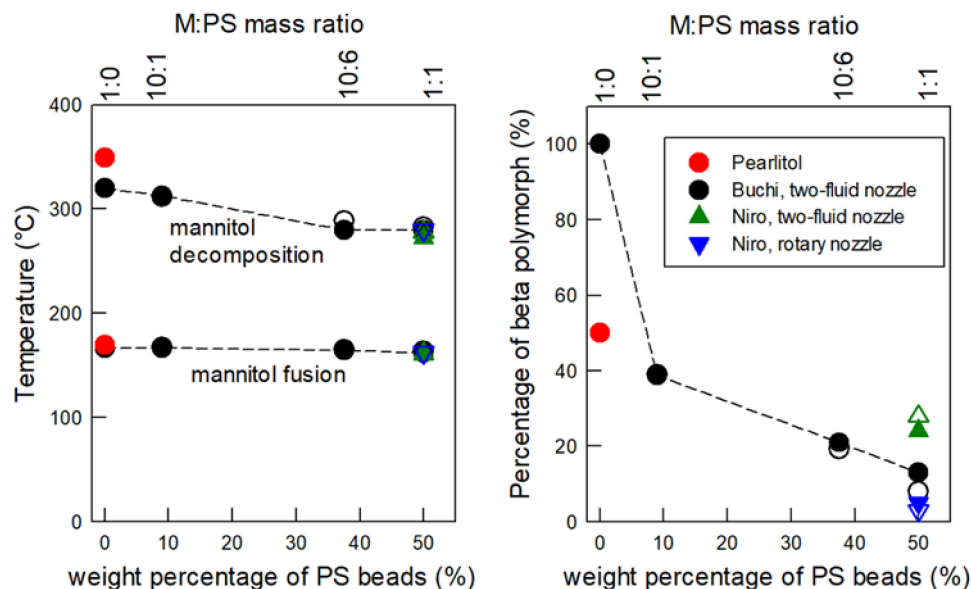 M:PS mass ratio
1:0
10:1
10:6
1:1
400
300
200
100
0
Temperature (°C)
mannitol
decomposition
mannitol fusion
0 10 20 30 40 50
weight percentage of PS beads (%)
M:PS mass ratio
1:0
10:1
10:6
1:1
100
80
60
40
20
0
Percentage of beta polymorph (%)
Pearlitol
Buchi, two-fluid nozzle
Niro, two-fluid nozzle
Niro, rotary nozzle
0 10 20 30 40 50
weight percentage of PS beads (%)